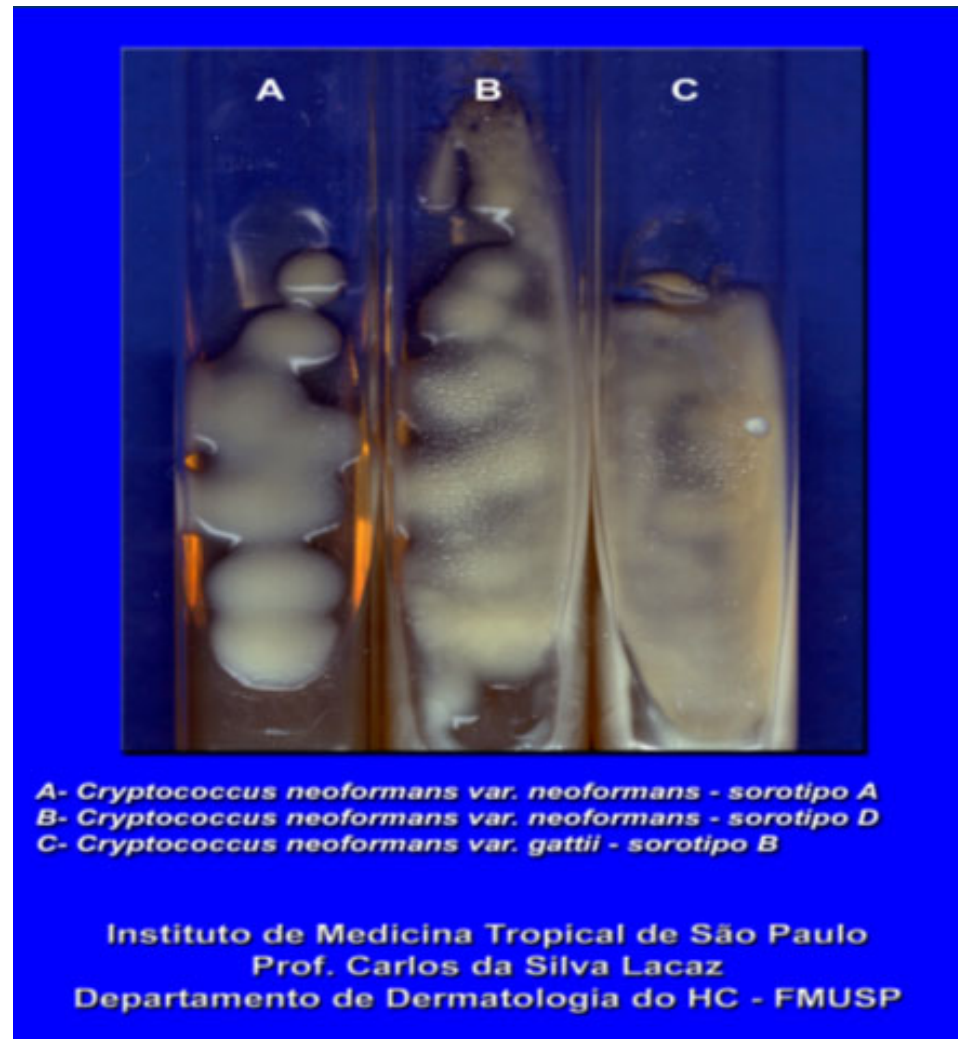 A B C
A- Cryptococcus neoformans var. neoformans - sorotipo A
B- Cryptococcus neoformans var. neoformans - sorotipo D
C- Cryptococcus neoformans var. gattii - sorotipo B
Instituto de Medicina Tropical de São Paulo
Prof. Carlos da Silva Lacaz
Departamento de Dermatologia do HC - FMUSP